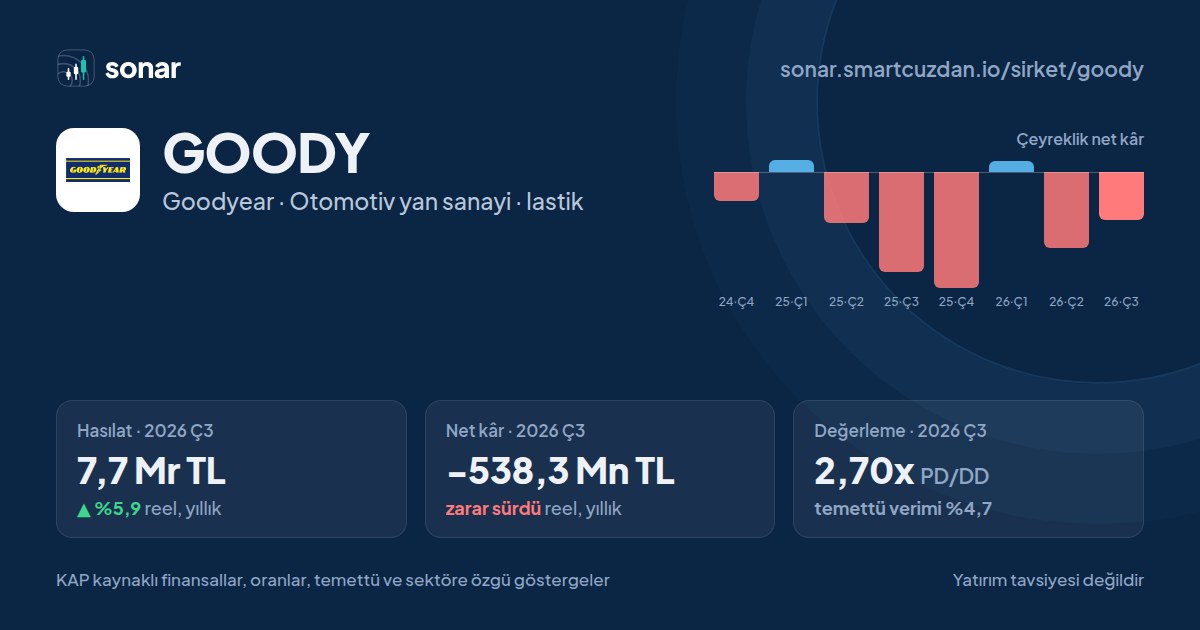 sonar
sonar.smartcuzdan.io/sirket/goody
GOODYEAR
GOODY
Goodyear · Otomotiv yan sanayi · lastik
Çeyreklik net kâr
24·Ç4 25·Ç1 25·Ç2 25·Ç3 25·Ç4 26·Ç1 26·Ç2 26·Ç3
Hasılat · 2026 Ç3
7,7 Mr TL
▲ %5,9 reel, yıllık
Net kâr · 2026 Ç3
−538,3 Mn TL
zarar sürdü reel, yıllık
Değerleme · 2026 Ç3
2,70x PD/DD
temettü verimi %4,7
KAP kaynaklı finansallar, oranlar, temettü ve sektöre özgü göstergeler
Yatırım tavsiyesi değildir